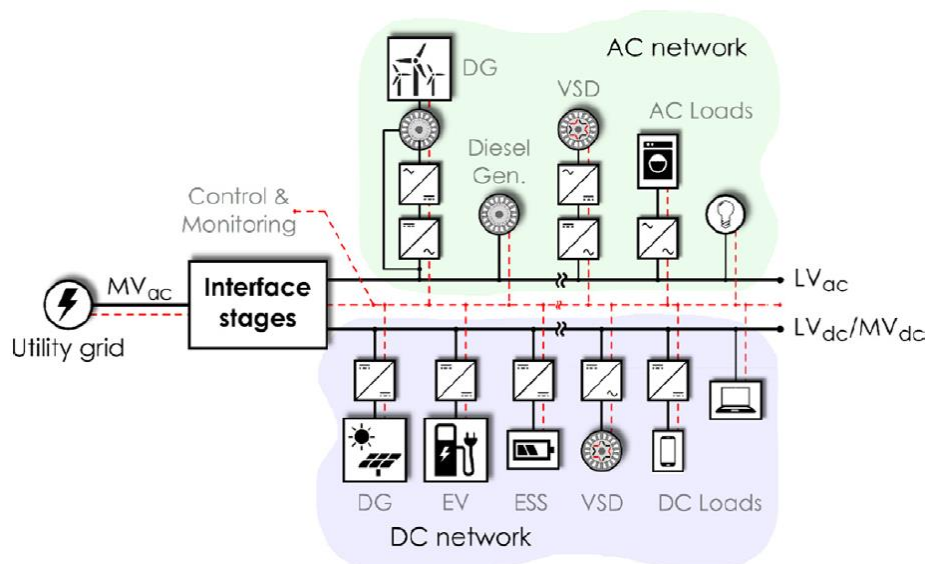 AC network
DG
VSD
AC Loads
Diesel
Gen.
Control &
Monitoring
MVac
Interface
stages
LVac
Utility grid
LVdc/MVdc
DG
EV
ESS
VSD
DC Loads
DC network